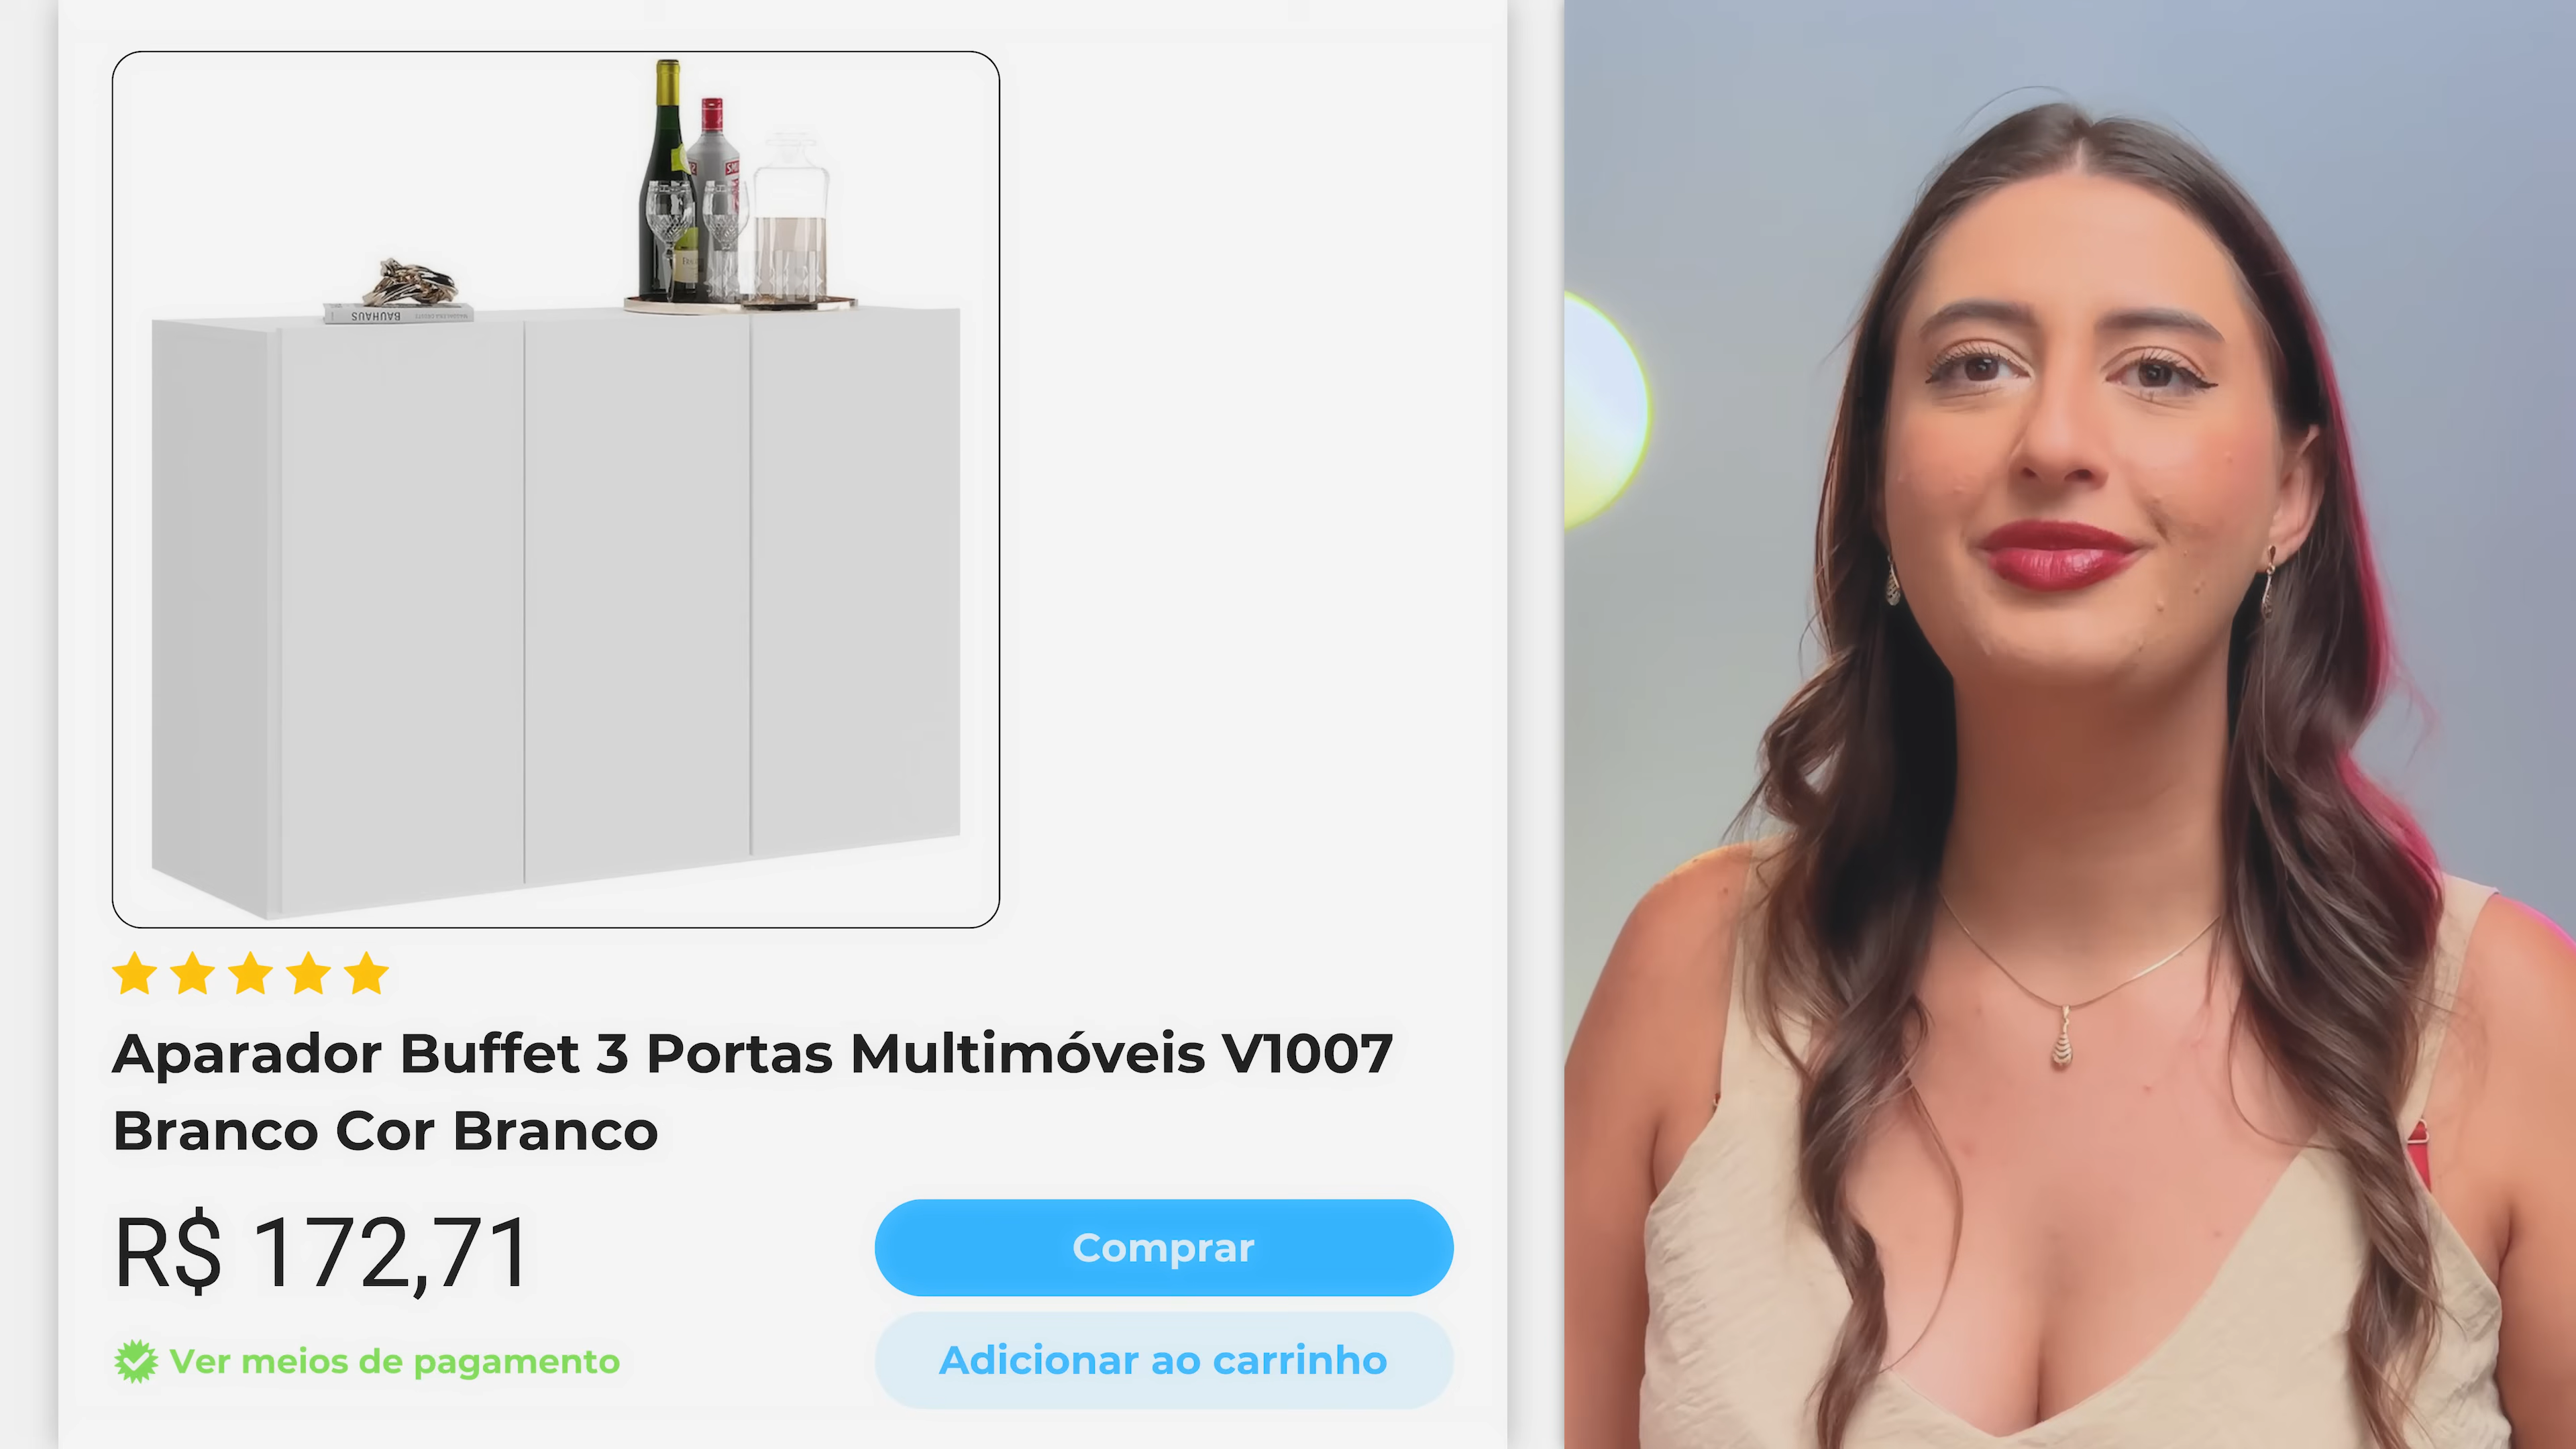 BAUHAUS
Aparador Buffet 3 Portas Multimóveis V1007
Branco Cor Branco
R$ 172,71
Comprar
Ver meios de pagamento
Adicionar ao carrinho